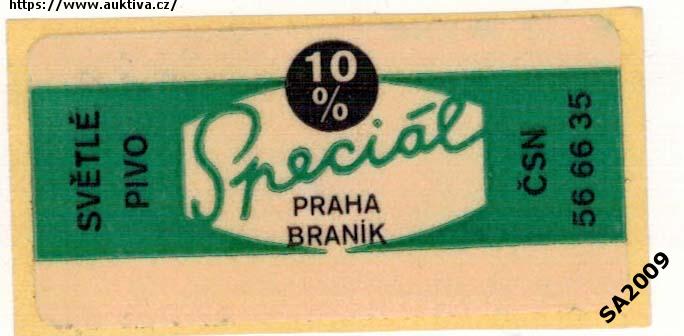 https://www.auktiva.cz/
10
%
SVĚTLÉ
PIVO
Speciál
PRAHA
BRANÍK
ČSN
56 66 35
SA2009